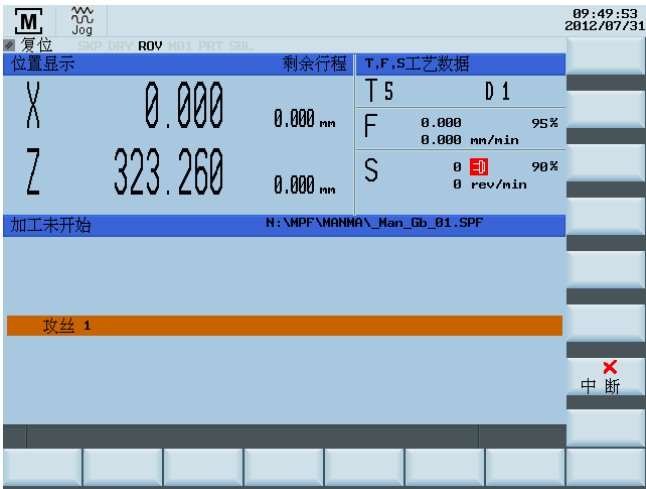 M Jog 09:49:53
2012/07/31
复位 SKP DRY ROV M01 PRT SBL
位置显示 剩余行程 T,F,S工艺数据
X 0.000 0.000 mm
Z 323.260 0.000 mm
T 5 D 1
F 0.000 95%
0.000 mm/min
S 0 90%
0 rev/min
加工未开始 N:\MPF\MANMA\_Man_Gb_01.SPF
攻丝 1
中断